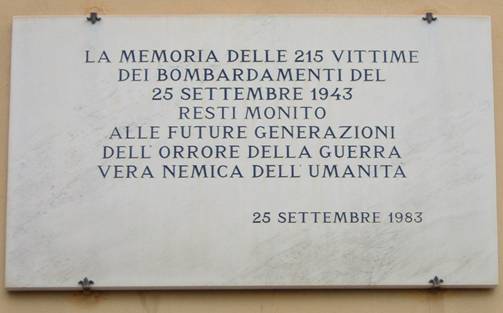 LA MEMORIA DELLE 215 VITTIME
DEI BOMBARDAMENTI DEL
25 SETTEMBRE 1943
RESTI MONITO
ALLE FUTURE GENERAZIONI
DELL' ORRORE DELLA GUERRA
VERA NEMICA DELL' UMANITÀ
25 SETTEMBRE 1983